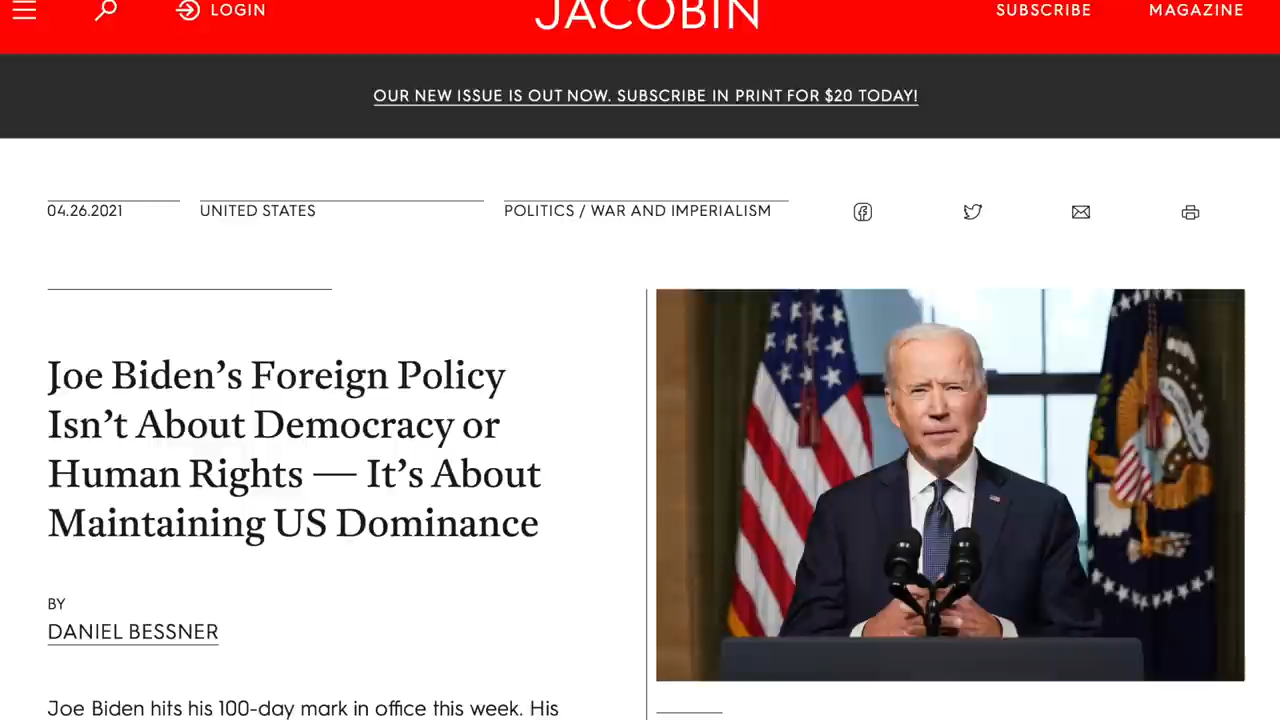 LOGIN
JACOBIN
SUBSCRIBE
MAGAZINE
OUR NEW ISSUE IS OUT NOW. SUBSCRIBE IN PRINT FOR $20 TODAY!
04.26.2021
UNITED STATES
POLITICS / WAR AND IMPERIALISM
Joe Biden’s Foreign Policy
Isn’t About Democracy or
Human Rights — It’s About
Maintaining US Dominance
BY
DANIEL BESSNER
Joe Biden hits his 100-day mark in office this week. His